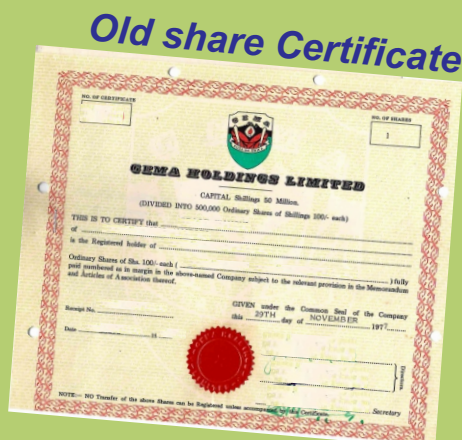 Old share Certificate
NO. OF CERTIFICATE
NO. OF SHARES
1
GEMA
GEMA HOLDINGS LIMITED
CAPITAL Shillings 50 Million.
(DIVIDED INTO 500,000 Ordinary Shares of Shillings 100/- each)
THIS IS TO CERTIFY that
of
is the Registered holder of
Ordinary Shares of Shs. 100/- each ( ) fully
paid numbered as in margin in the above-named Company subject to the relevant provision in the Memorandum
and Articles of Association thereof.
GIVEN under the Common Seal of the Company
this 29TH day of NOVEMBER 1977
Receipt No.
Date 19
Directors
Secretary
NOTE:- NO Transfer of the above Shares can be Registered unless accompanied Certificate.